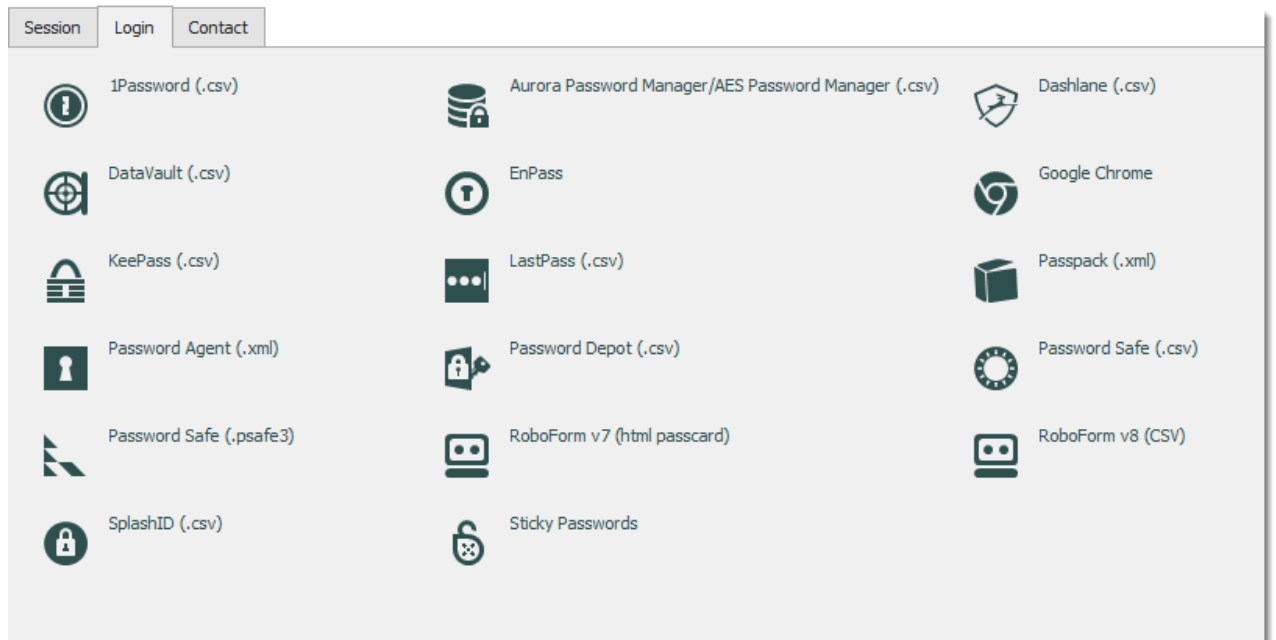 Session
Login
Contact
1Password (.csv)
Aurora Password Manager/AES Password Manager (.csv)
Dashlane (.csv)
DataVault (.csv)
EnPass
Google Chrome
KeePass (.csv)
LastPass (.csv)
Passpack (.xml)
Password Agent (.xml)
Password Depot (.csv)
Password Safe (.csv)
Password Safe (.psafe3)
RoboForm v7 (html passcard)
RoboForm v8 (CSV)
SplashID (.csv)
Sticky Passwords